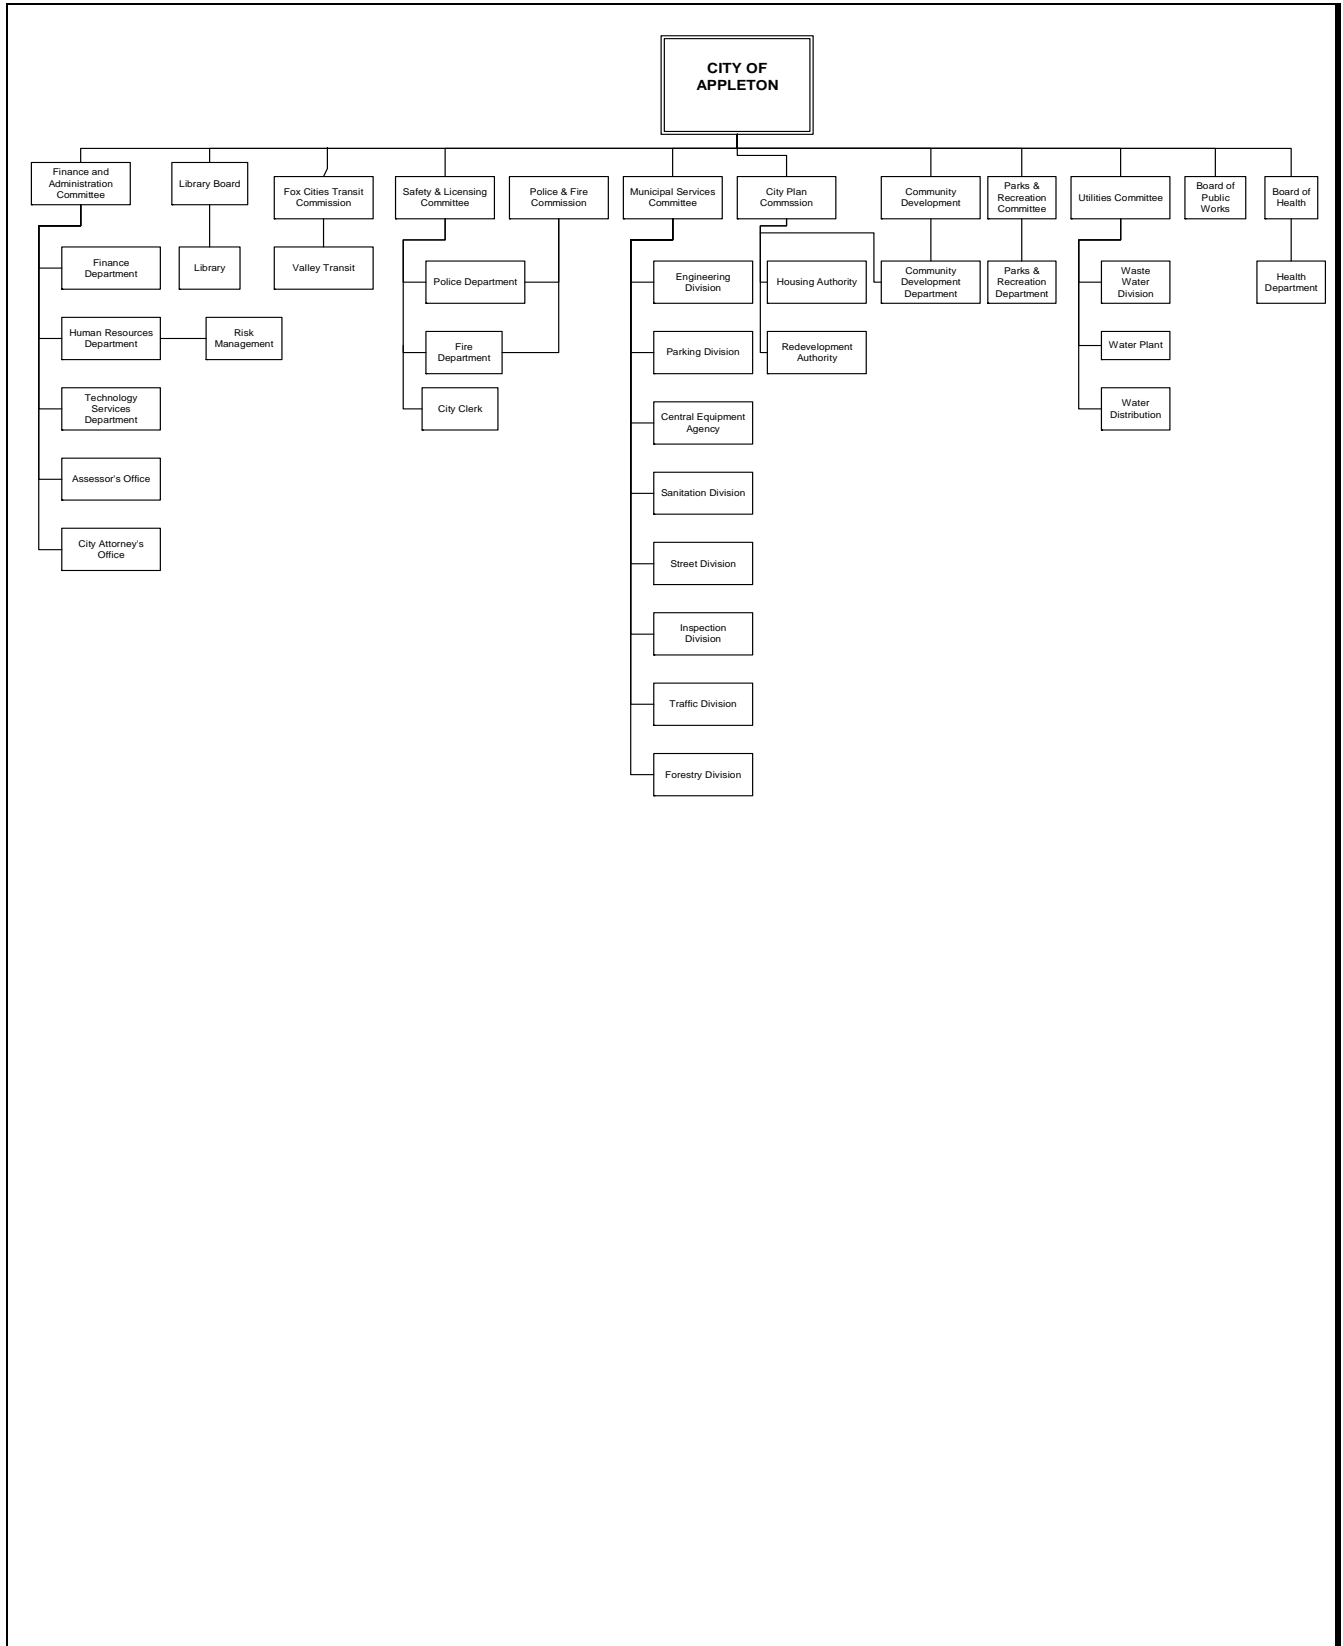 CITY OF
APPLETON
Finance and
Administration
Committee
Library Board
Fox Cities Transit
Commission
Safety & Licensing
Committee
Police & Fire
Commission
Municipal Services
Committee
City Plan
Commssion
Community
Development
Parks &
Recreation
Committee
Utilities Committee
Board of
Public
Works
Board of
Health
Finance
Department
Library
Valley Transit
Police Department
Engineering
Division
Housing Authority
Community
Development
Department
Parks &
Recreation
Department
Waste
Water
Division
Health
Department
Human Resources
Department
Risk
Management
Fire
Department
Parking Division
Redevelopment
Authority
Water Plant
Technology
Services
Department
City Clerk
Central Equipment
Agency
Water
Distribution
Assessor's Office
Sanitation Division
City Attorney's
Office
Street Division
Inspection
Division
Traffic Division
Forestry Division